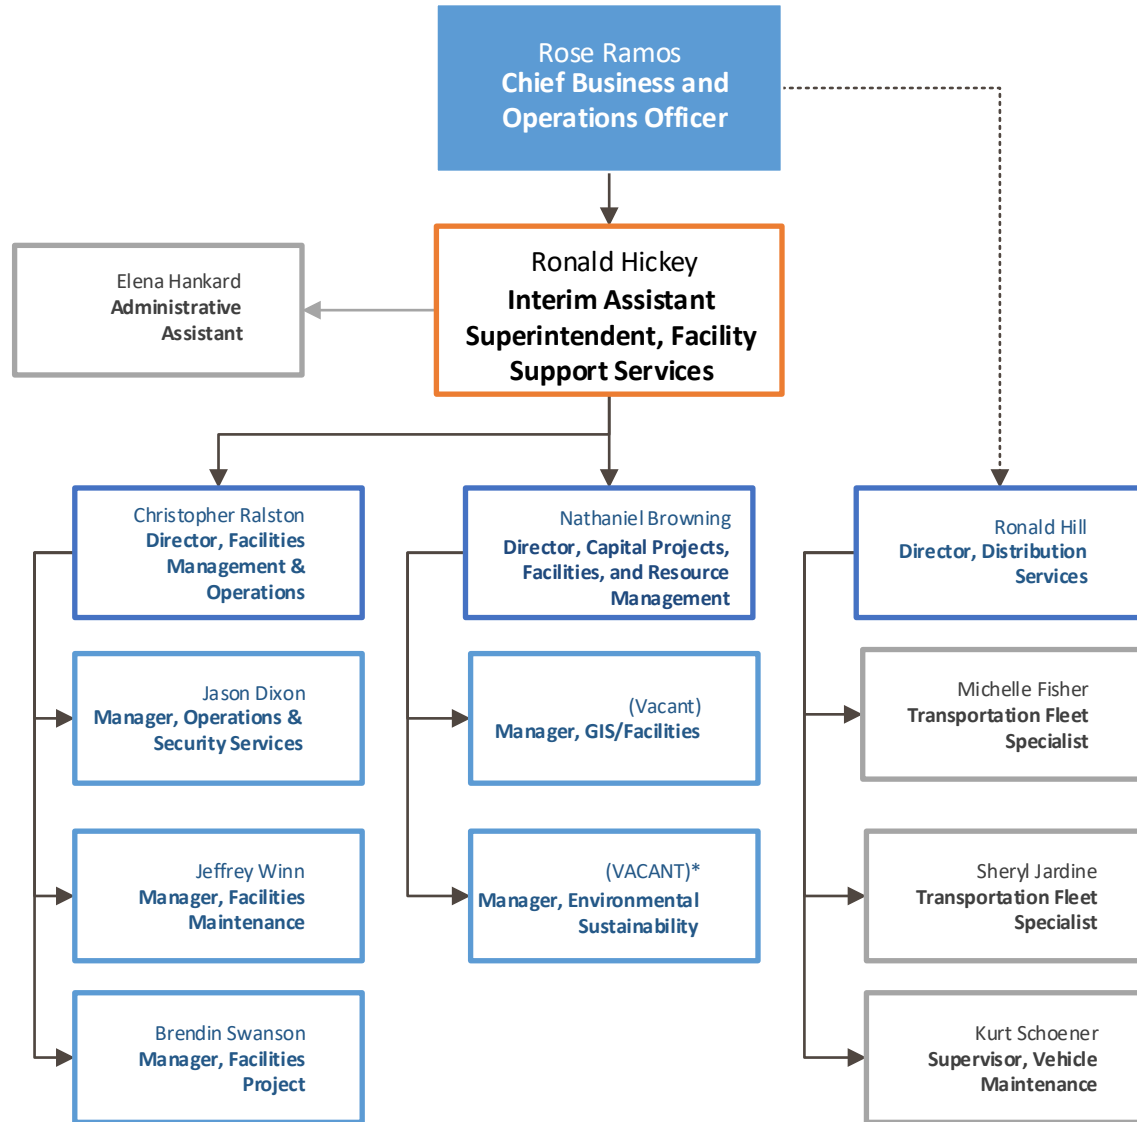 Rose Ramos
Chief Business and
Operations Officer
Ronald Hickey
Interim Assistant
Superintendent, Facility
Support Services
Elena Hankard
Administrative
Assistant
Christopher Ralston
Director, Facilities
Management &
Operations
Jason Dixon
Manager, Operations &
Security Services
Jeffrey Winn
Manager, Facilities
Maintenance
Brendin Swanson
Manager, Facilities
Project
Nathaniel Browning
Director, Capital Projects,
Facilities, and Resource
Management
(Vacant)
Manager, GIS/Facilities
(VACANT)*
Manager, Environmental
Sustainability
Ronald Hill
Director, Distribution
Services
Michelle Fisher
Transportation Fleet
Specialist
Sheryl Jardine
Transportation Fleet
Specialist
Kurt Schoener
Supervisor, Vehicle
Maintenance